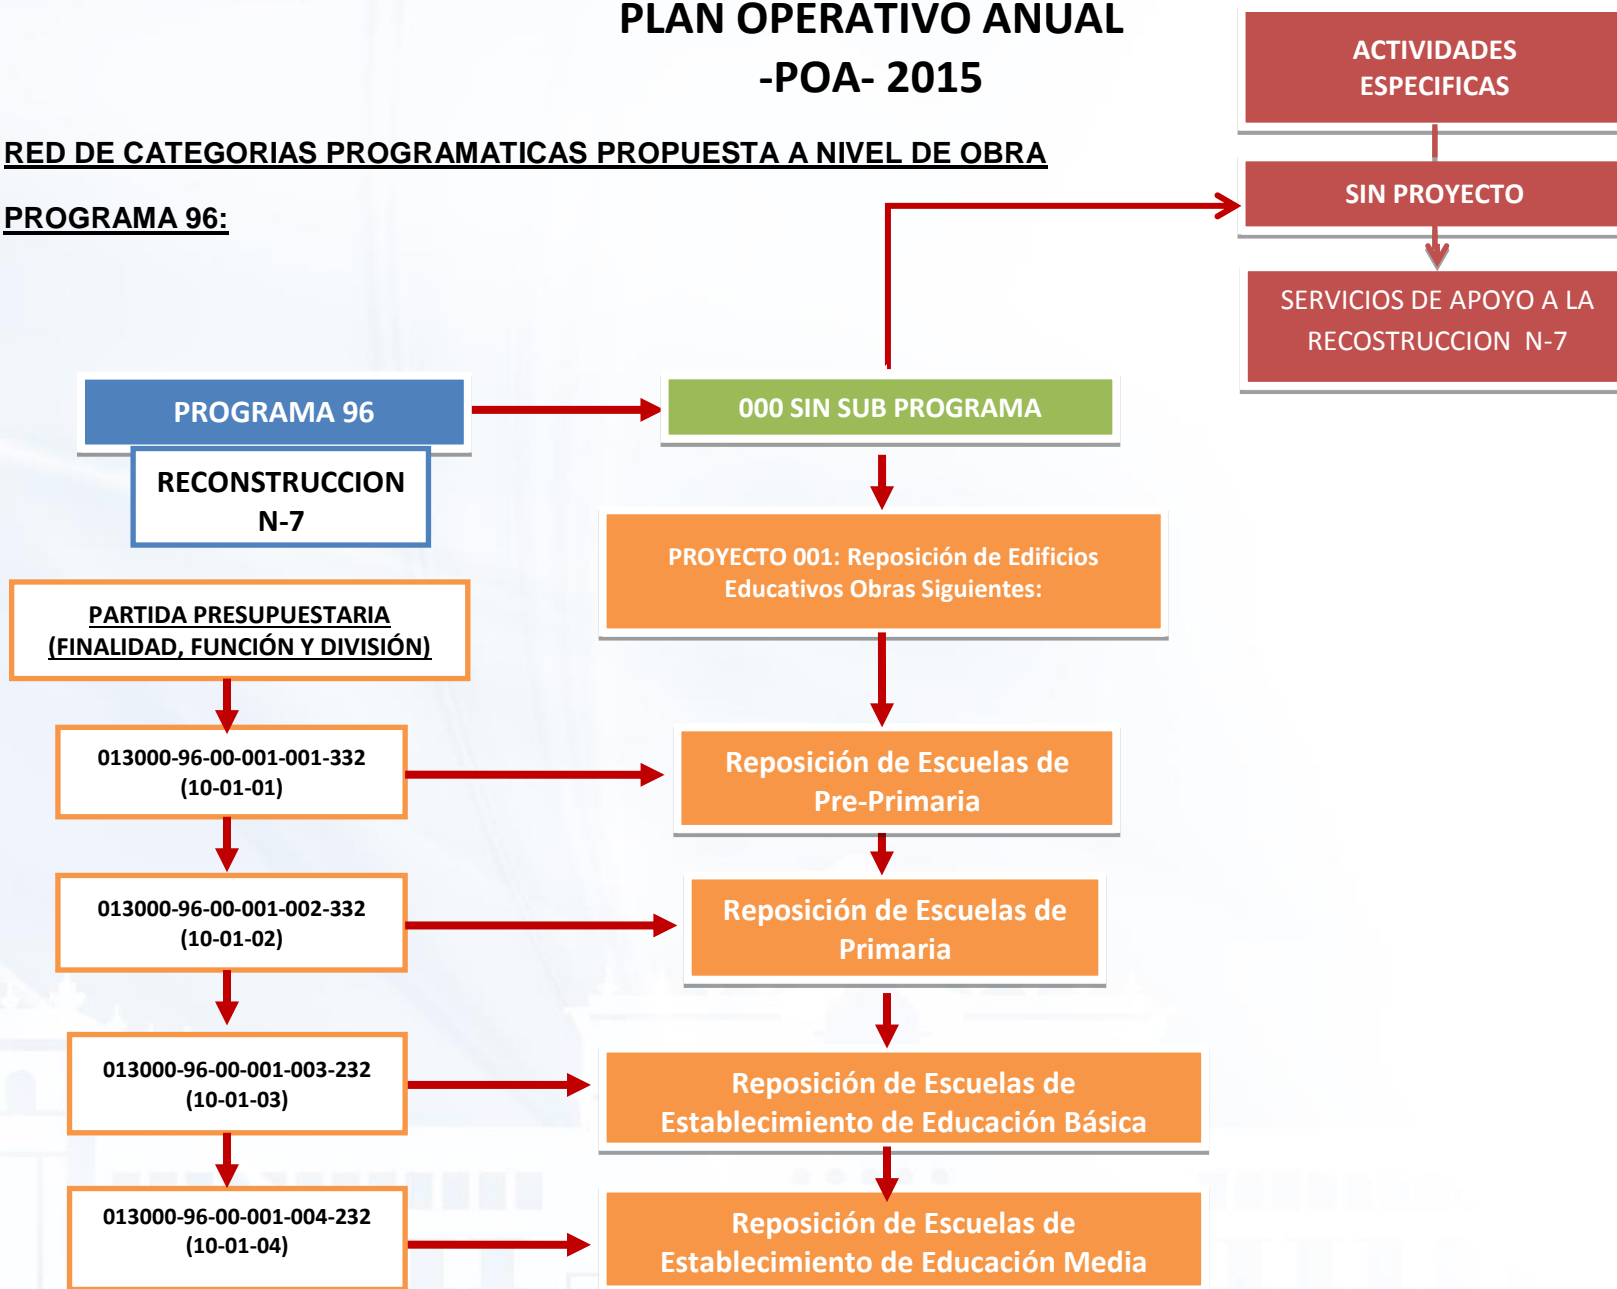 PLAN OPERATIVO ANUAL
-POA- 2015
ACTIVIDADES
ESPECIFICAS
RED DE CATEGORIAS PROGRAMATICAS PROPUESTA A NIVEL DE OBRA
SIN PROYECTO
PROGRAMA 96:
SERVICIOS DE APOYO A LA
RECOSTRUCCION N-7
PROGRAMA 96
000 SIN SUB PROGRAMA
RECONSTRUCCION
N-7
PROYECTO 001: Reposición de Edificios
Educativos Obras Siguientes:
PARTIDA PRESUPUESTARIA
(FINALIDAD, FUNCIÓN Y DIVISIÓN)
013000-96-00-001-001-332
(10-01-01)
Reposición de Escuelas de
Pre-Primaria
013000-96-00-001-002-332
(10-01-02)
Reposición de Escuelas de
Primaria
013000-96-00-001-003-232
(10-01-03)
Reposición de Escuelas de
Establecimiento de Educación Básica
013000-96-00-001-004-232
(10-01-04)
Reposición de Escuelas de
Establecimiento de Educación Media